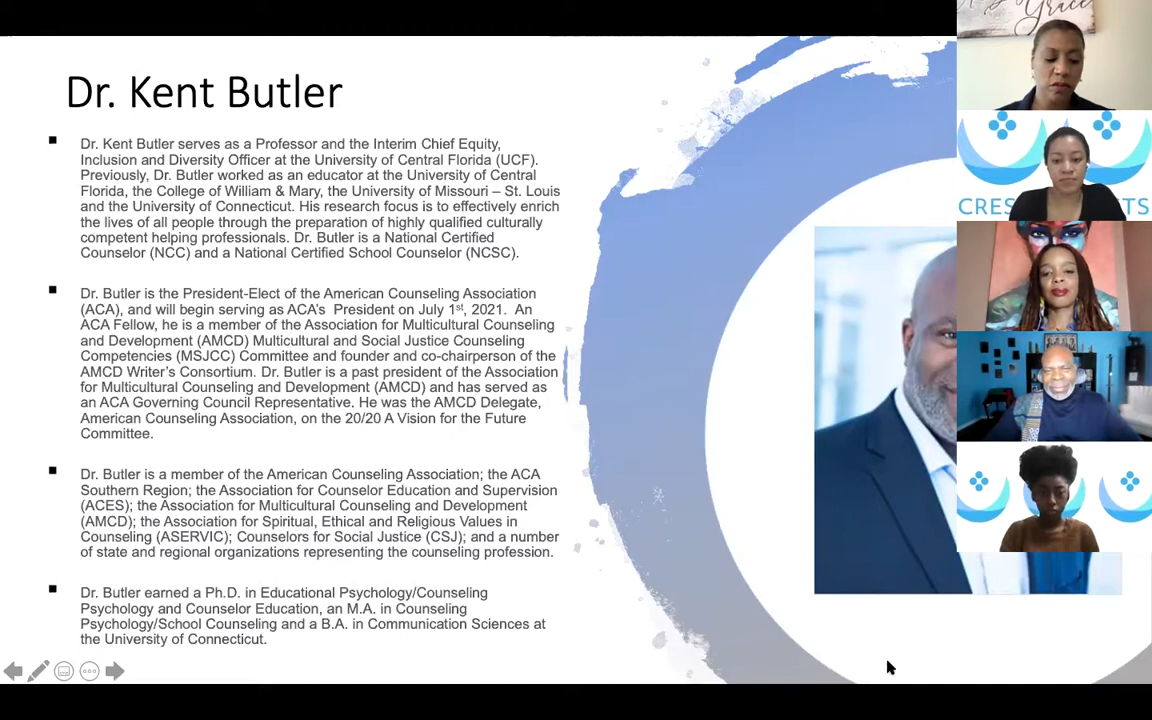 Dr. Kent Butler
Dr. Kent Butler serves as a Professor and the Interim Chief Equity,
Inclusion and Diversity Officer at the University of Central Florida (UCF).
Previously, Dr. Butler worked as an educator at the University of Central
Florida, the College of William & Mary, the University of Missouri – St. Louis
and the University of Connecticut. His research focus is to effectively enrich
the lives of all people through the preparation of highly qualified culturally
competent helping professionals. Dr. Butler is a National Certified
Counselor (NCC) and a National Certified School Counselor (NCSC).
Dr. Butler is the President-Elect of the American Counseling Association
(ACA), and will begin serving as ACA's President on July 1st, 2021. An
ACA Fellow, he is a member of the Association for Multicultural Counseling
and Development (AMCD) Multicultural and Social Justice Counseling
Competencies (MSJCC) Committee and founder and co-chairperson of the
AMCD Writer's Consortium. Dr. Butler is a past president of the Association
for Multicultural Counseling and Development (AMCD) and has served as
an ACA Governing Council Representative. He was the AMCD Delegate,
American Counseling Association, on the 20/20 A Vision for the Future
Committee.
Dr. Butler is a member of the American Counseling Association; the ACA
Southern Region; the Association for Counselor Education and Supervision
(ACES); the Association for Multicultural Counseling and Development
(AMCD); the Association for Spiritual, Ethical and Religious Values in
Counseling (ASERVIC); Counselors for Social Justice (CSJ); and a number
of state and regional organizations representing the counseling profession.
Dr. Butler earned a Ph.D. in Educational Psychology/Counseling
Psychology and Counselor Education, an M.A. in Counseling
Psychology/School Counseling and a B.A. in Communication Sciences at
the University of Connecticut.
Grace
CRES
TS